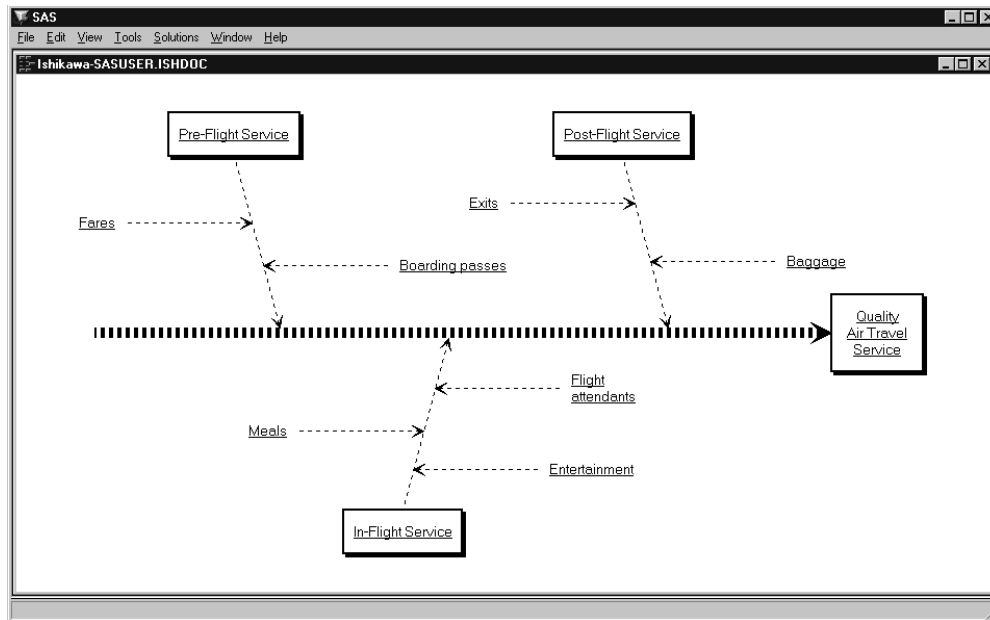 SAS
File Edit View Tools Solutions Window Help
Ishikawa-SASUSER.ISHDOC
Pre-Flight Service
Post-Flight Service
Fares
Exits
Boarding passes
Baggage
Quality
Air Travel
Service
Flight
attendants
Meals
Entertainment
In-Flight Service